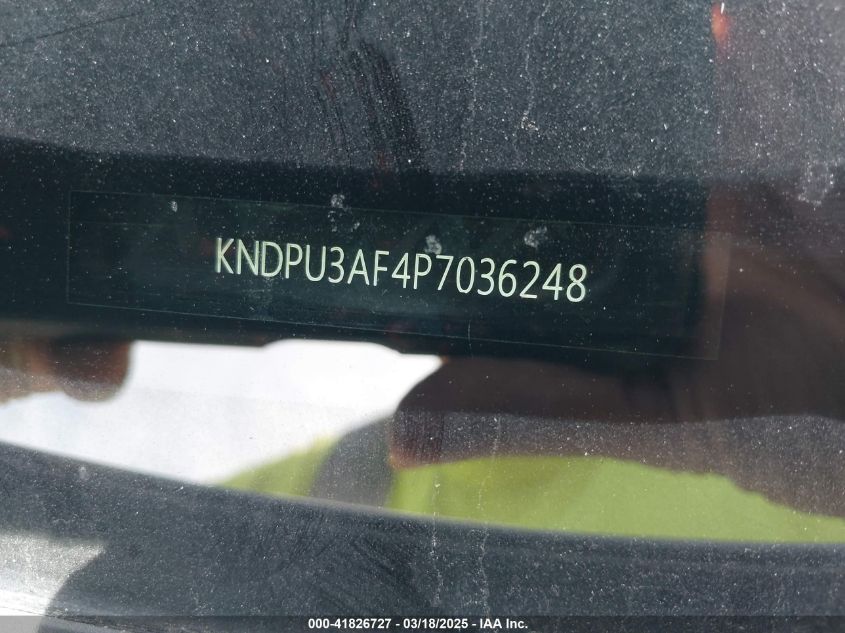 KNDPU3AF4P7036248
000-41826727 - 03/18/2025 - IAA Inc.